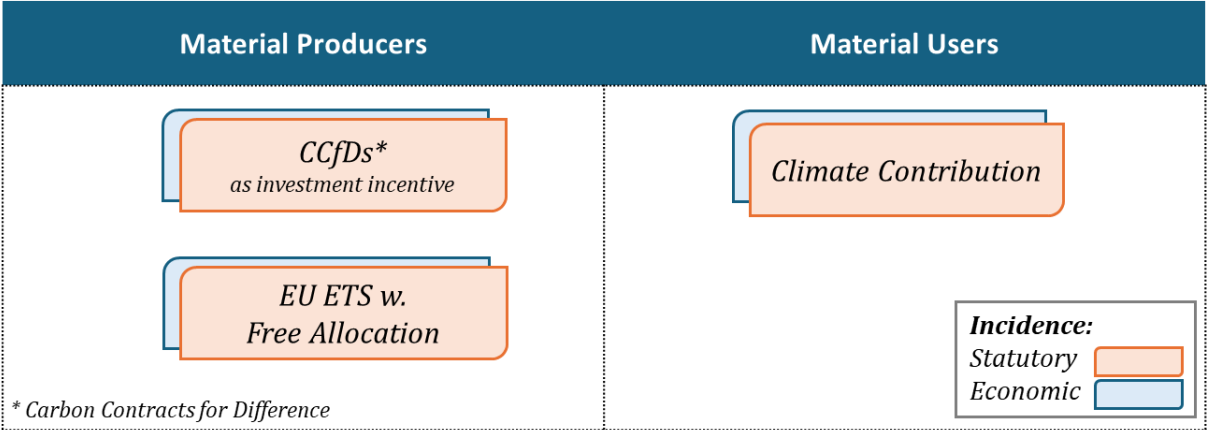 Material Producers
Material Users
CCfDs*
as investment incentive
Climate Contribution
EU ETS w.
Free Allocation
Incidence:
Statutory
Economic
* Carbon Contracts for Difference